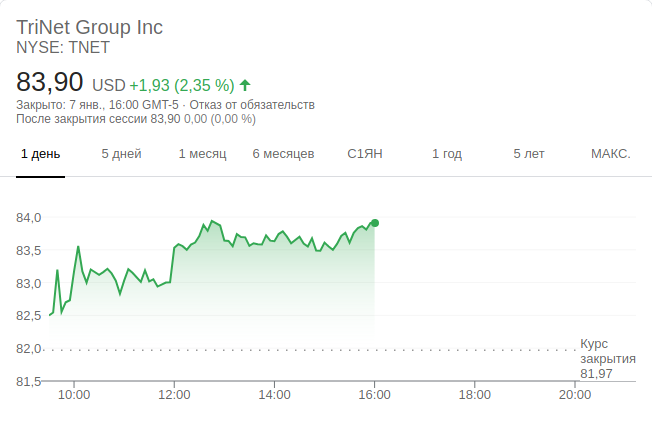 TriNet Group Inc
NYSE: TNET
83,90 USD +1,93 (2,35 %)
Закрыто: 7 янв., 16:00 GMT-5 · Отказ от обязательств
После закрытия сессии 83,90 0,00 (0,00 %)
1 день 5 дней 1 месяц 6 месяцев С1ЯН 1 год 5 лет МАКС.
84,0
83,5
83,0
82,5
82,0
81,5
Курс
закрытия
81,97
10:00 12:00 14:00 16:00 18:00 20:00